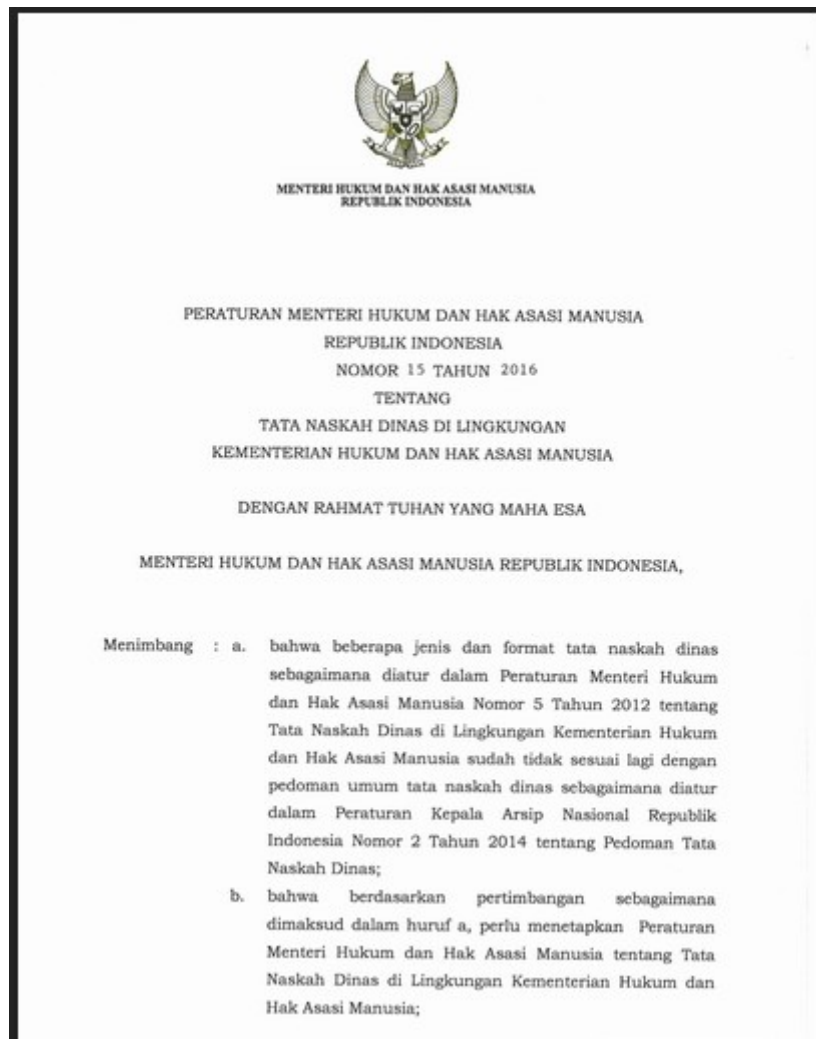 MENTERI HUKUM DAN HAK ASASI MANUSIA
REPUBLIK INDONESIA
PERATURAN MENTERI HUKUM DAN HAK ASASI MANUSIA
REPUBLIK INDONESIA
NOMOR 15 TAHUN 2016
TENTANG
TATA NASKAH DINAS DI LINGKUNGAN
KEMENTERIAN HUKUM DAN HAK ASASI MANUSIA
DENGAN RAHMAT TUHAN YANG MAHA ESA
MENTERI HUKUM DAN HAK ASASI MANUSIA REPUBLIK INDONESIA,
Menimbang : a. bahwa beberapa jenis dan format tata naskah dinas
sebagaimana diatur dalam Peraturan Menteri Hukum
dan Hak Asasi Manusia Nomor 5 Tahun 2012 tentang
Tata Naskah Dinas di Lingkungan Kementerian Hukum
dan Hak Asasi Manusia sudah tidak sesuai lagi dengan
pedoman umum tata naskah dinas sebagaimana diatur
dalam Peraturan Kepala Arsip Nasional Republik
Indonesia Nomor 2 Tahun 2014 tentang Pedoman Tata
Naskah Dinas;
b. bahwa berdasarkan pertimbangan sebagaimana
dimaksud dalam huruf a, perlu menetapkan Peraturan
Menteri Hukum dan Hak Asasi Manusia tentang Tata
Naskah Dinas di Lingkungan Kementerian Hukum dan
Hak Asasi Manusia;